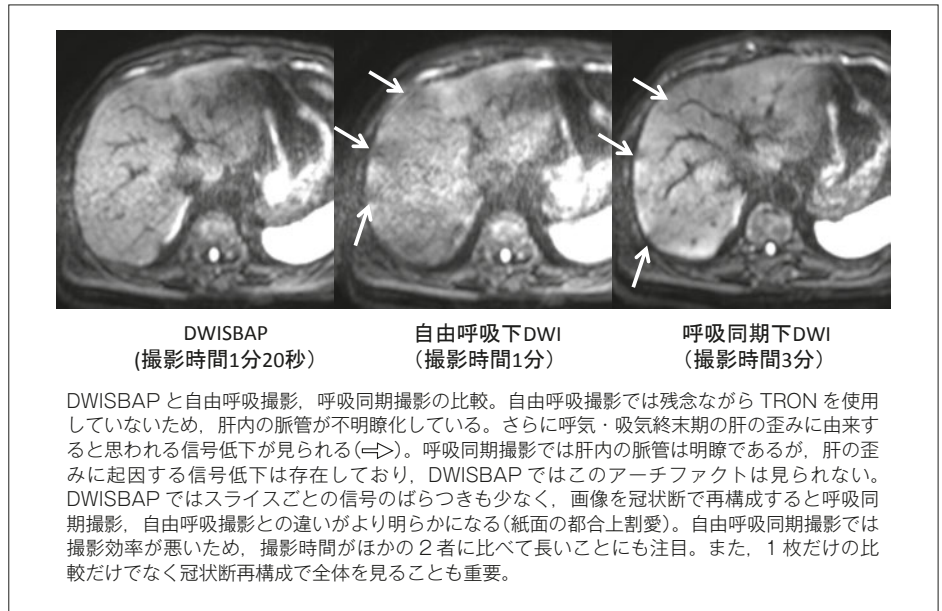 DWISBAP 自由呼吸下DWI 呼吸同期下DWI
(撮影時間1分20秒） （撮影時間1分） （撮影時間3分）
DWISBAP と自由呼吸撮影，呼吸同期撮影の比較。自由呼吸撮影では残念ながら TRON を使用
していないため，肝内の脈管が不明瞭化している。さらに呼気・吸気終末期の肝の歪みに由来す
ると思われる信号低下が見られる(⇨)。呼吸同期撮影では肝内の脈管は明瞭であるが，肝の歪
みに起因する信号低下は存在しており，DWISBAP ではこのアーチファクトは見られない。
DWISBAP ではスライスごとの信号のばらつきも少なく，画像を冠状断で再構成すると呼吸同
期撮影，自由呼吸撮影との違いがより明らかになる(紙面の都合上割愛)。自由呼吸同期撮影では
撮影効率が悪いため，撮影時間がほかの 2 者に比べて長いことにも注目。また，1 枚だけの比
較だけでなく冠状断再構成で全体を見ることも重要。